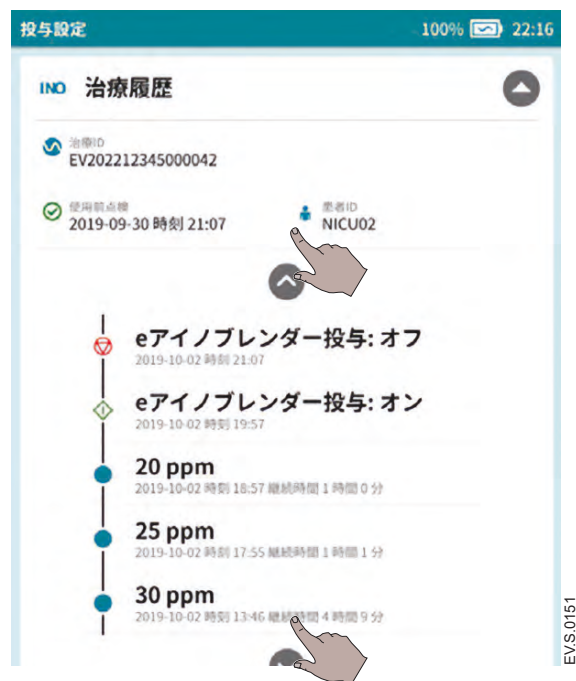 投与設定
100% 22:16
INO 治療履歴
治療ID
EV202212345000042
使用前点検
2019-09-30 時刻 21:07
患者ID
NICU02
eアイノブレンダー投与: オフ
2019-10-02 時刻 21:07
eアイノブレンダー投与: オン
2019-10-02 時刻 19:57
20 ppm
2019-10-02 時刻 18:57 継続時間 1 時間 0 分
25 ppm
2019-10-02 時刻 17:55 継続時間 1 時間 1 分
30 ppm
2019-10-02 時刻 13:46 継続時間 4 時間 9 分
EV.S.0151